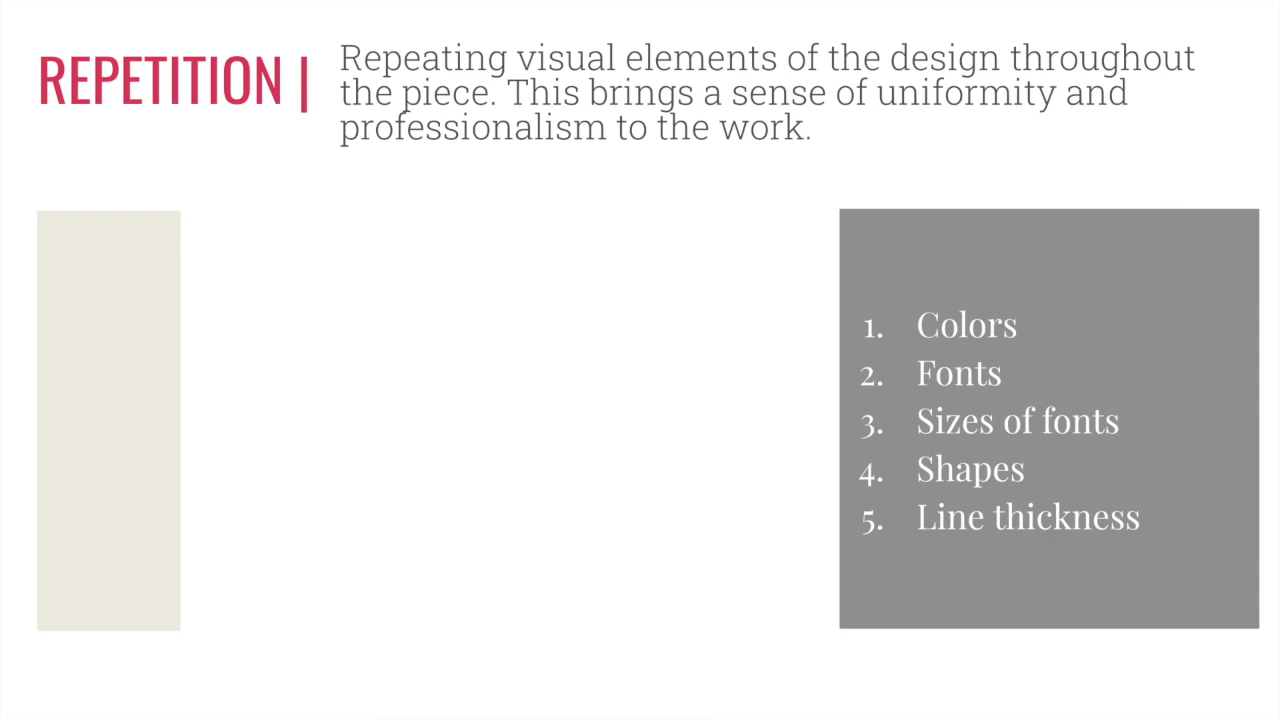 REPETITION |
Repeating visual elements of the design throughout
the piece. This brings a sense of uniformity and
professionalism to the work.
1. Colors
2. Fonts
3. Sizes of fonts
4. Shapes
5. Line thickness